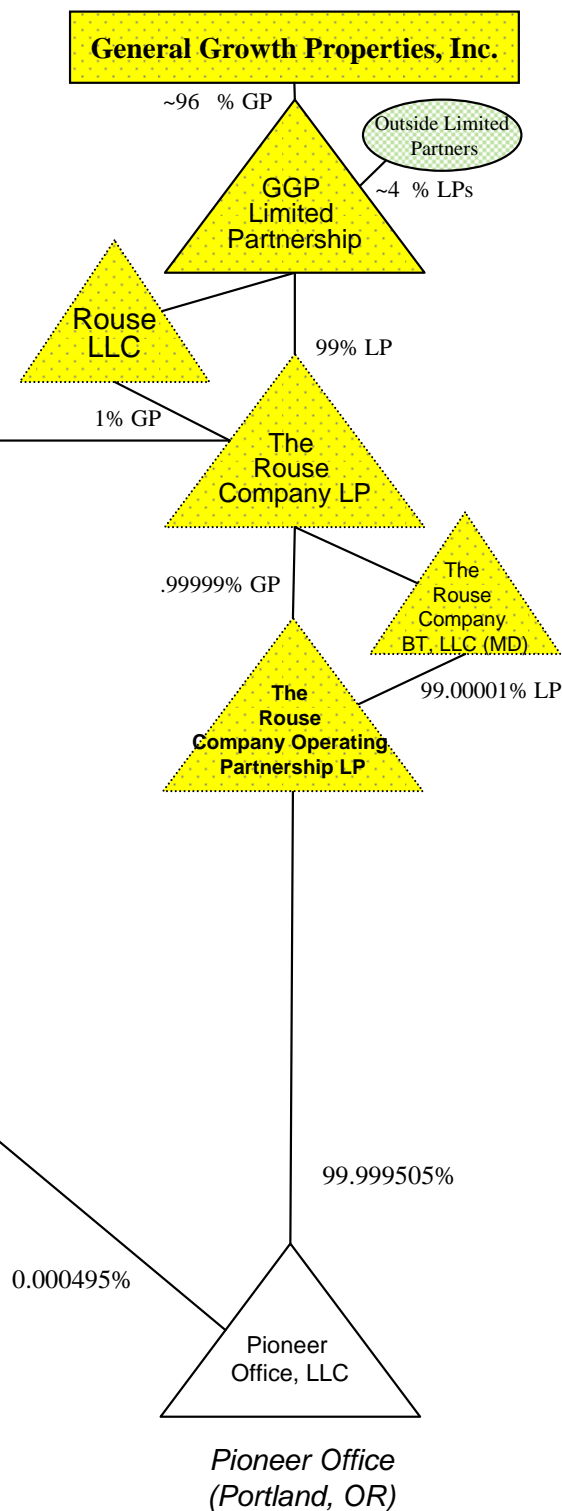 General Growth Properties, Inc.
~96 % GP
Outside Limited
Partners
~4 % LPs
GGP
Limited
Partnership
Rouse
LLC
99% LP
1% GP
The
Rouse
Company LP
.99999% GP
The
Rouse
Company
BT, LLC (MD)
99.00001% LP
The
Rouse
Company Operating
Partnership LP
99.999505%
0.000495%
Pioneer
Office, LLC
Pioneer Office
(Portland, OR)